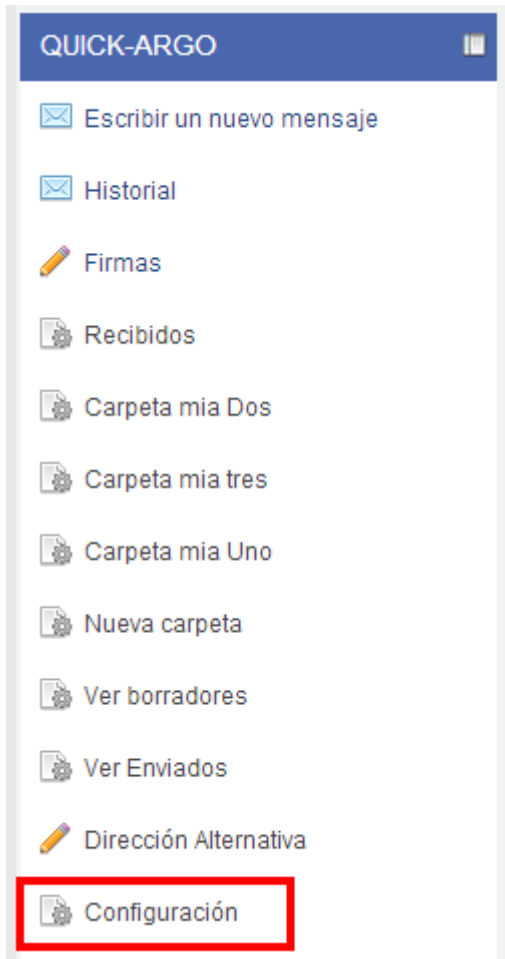 QUICK-ARGO
Escribir un nuevo mensaje
Historial
Firmas
Recibidos
Carpeta mia Dos
Carpeta mia tres
Carpeta mia Uno
Nueva carpeta
Ver borradores
Ver Enviados
Dirección Alternativa
Configuración